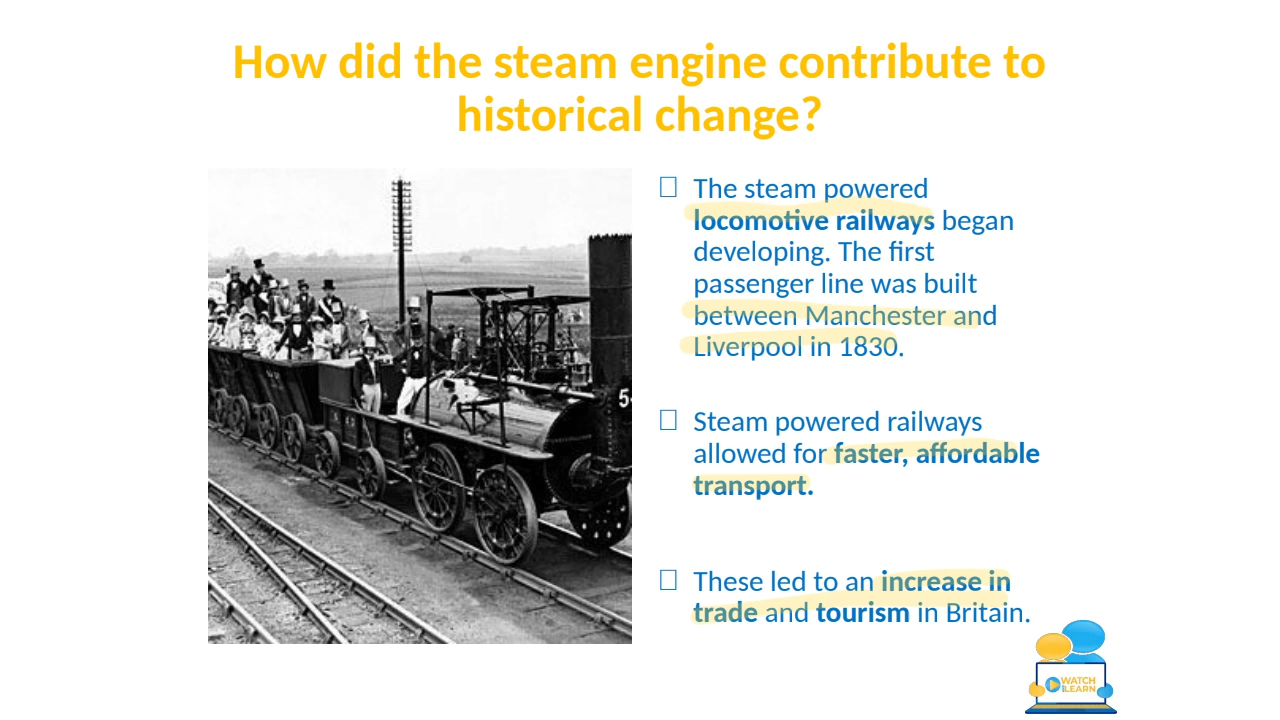 How did the steam engine contribute to
historical change?
The steam powered
locomotive railways began
developing. The first
passenger line was built
between Manchester and
Liverpool in 1830.
Steam powered railways
allowed for faster, affordable
transport.
These led to an increase in
trade and tourism in Britain.
5
WATCH
AND LEARN